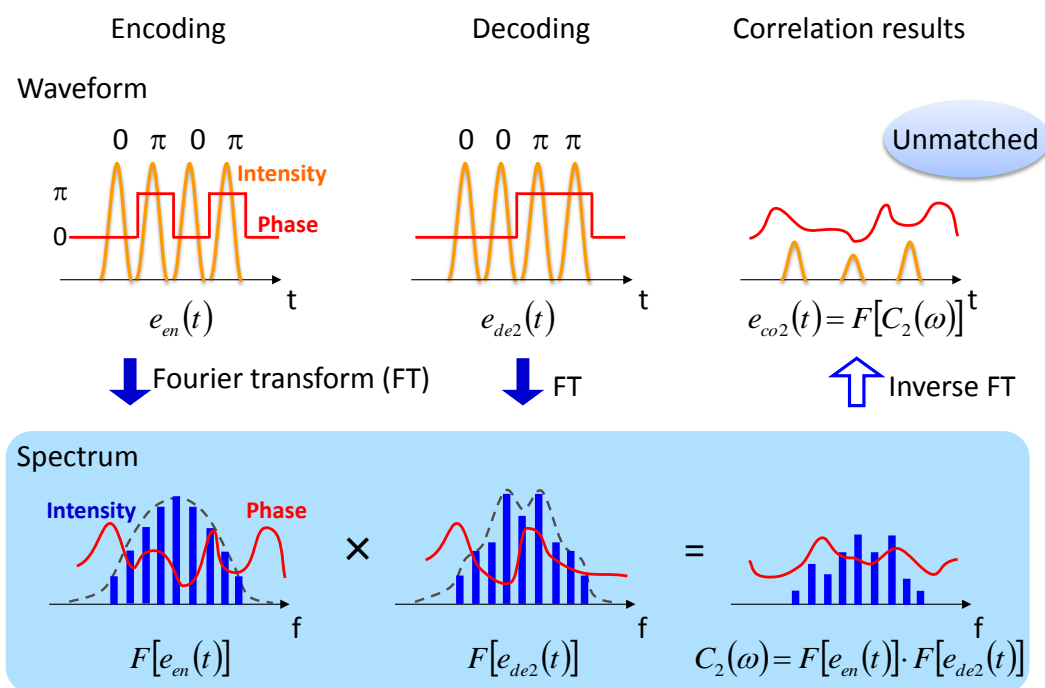 Encoding Decoding Correlation results
Waveform
Unmatched
0 π 0 π
0 0 π π
Intensity
π
Phase
0
t
t
t
e_en(t)
e_de2(t)
e_co2(t) = F[C_2(ω)]
Fourier transform (FT)
FT
Inverse FT
Spectrum
Intensity
Phase
×
=
f
f
f
F[e_en(t)]
F[e_de2(t)]
C_2(ω) = F[e_en(t)]·F[e_de2(t)]